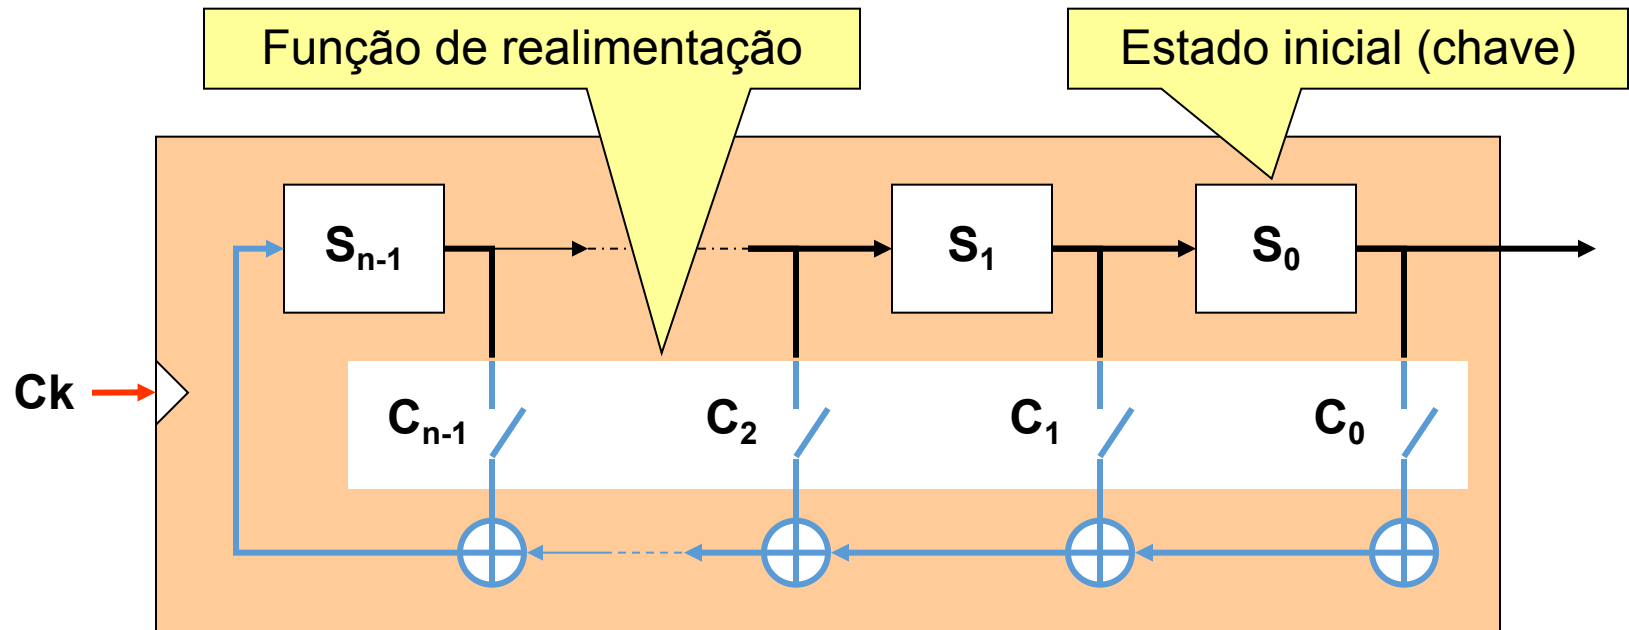 Função de realimentação
Estado inicial (chave)
Sn-1
S1
S0
Ck
Cn-1
C2
C1
C0